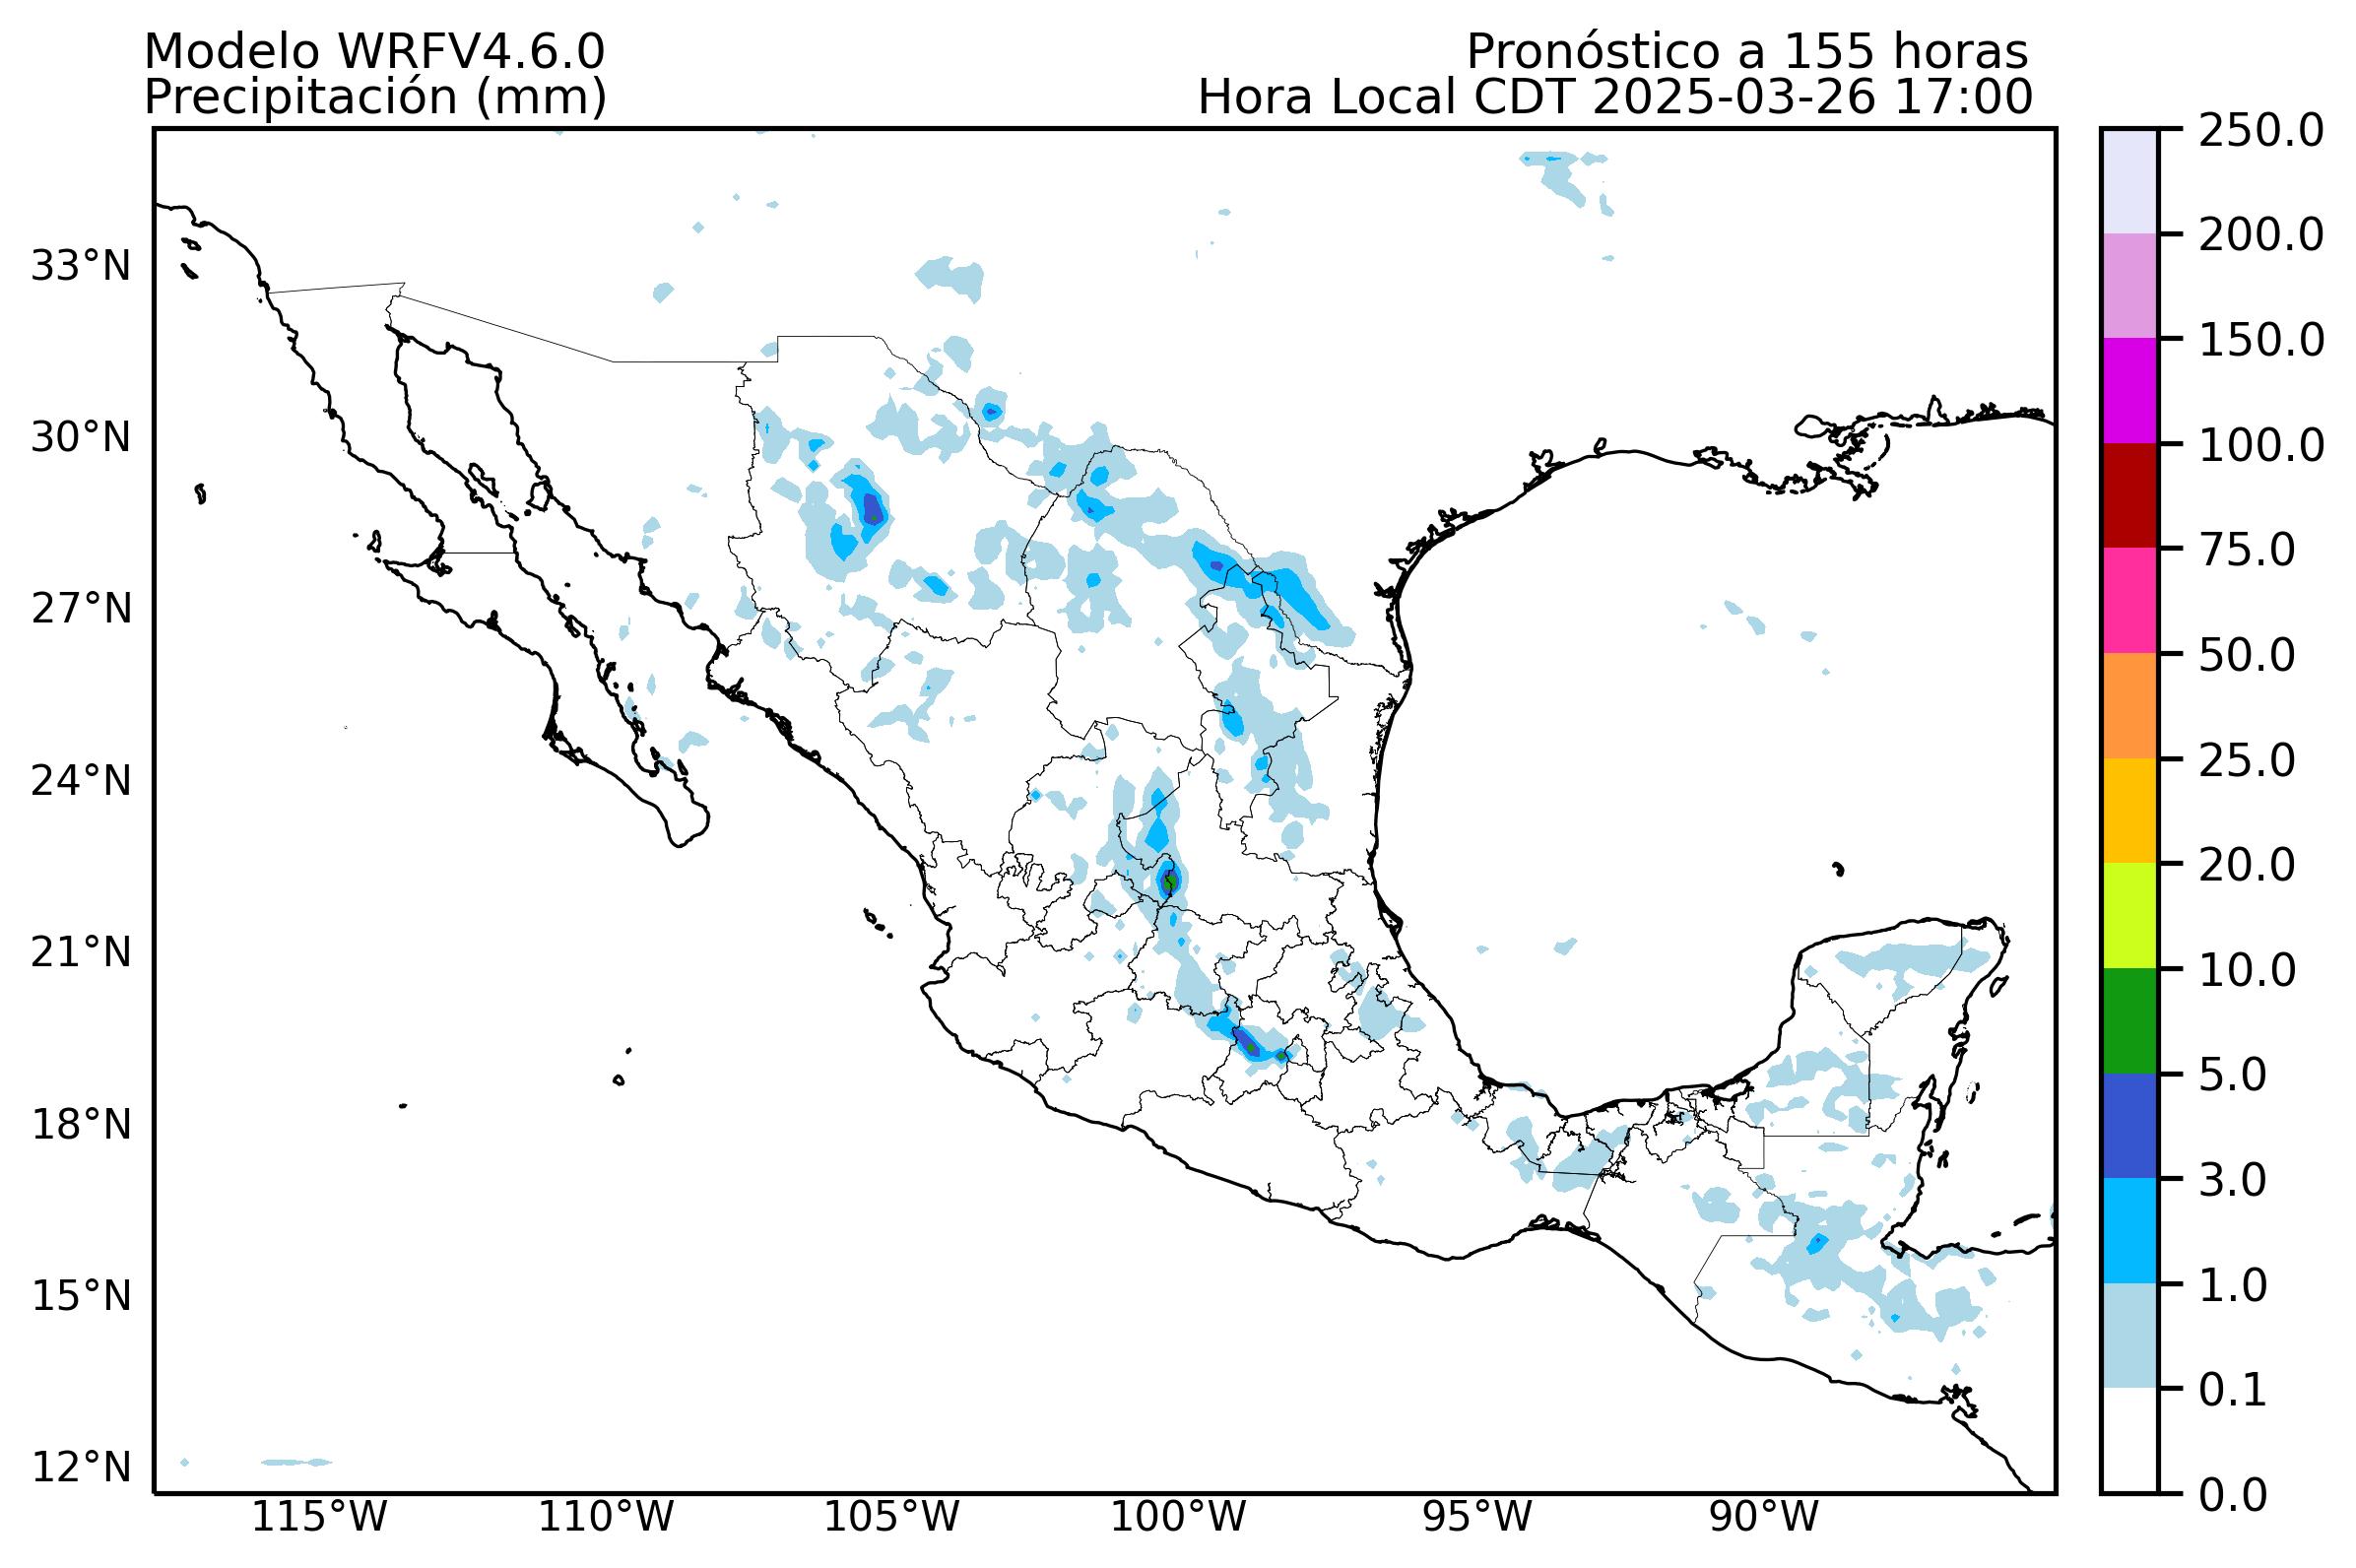 Modelo WRFV4.6.0
Precipitación (mm)
Pronóstico a 155 horas
Hora Local CDT 2025-03-26 17:00
33°N
30°N
27°N
24°N
21°N
18°N
15°N
12°N
115°W
110°W
105°W
100°W
95°W
90°W
250.0
200.0
150.0
100.0
75.0
50.0
25.0
20.0
10.0
5.0
3.0
1.0
0.1
0.0